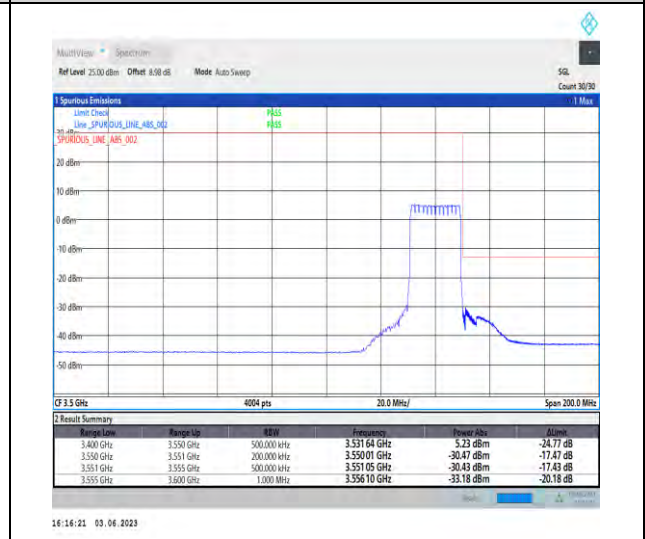 MultiView Spectrum
Ref Level 25.00 dBm Offset 8.98 dB Mode Auto Sweep SGL
Count 30/30
1 Spurious Emissions 1 Max
Limit Check PASS
Line _SPURIOUS_LINE_ABS_002 PASS
_SPURIOUS_LINE_ABS_002
20 dBm
10 dBm
0 dBm
-10 dBm
-20 dBm
-30 dBm
-40 dBm
-50 dBm
CF 3.5 GHz 4004 pts 20.0 MHz/ Span 200.0 MHz
2 Result Summary
Range Low Range Up RBW Frequency Power Abs ΔLimit
3.400 GHz 3.550 GHz 500.000 kHz 3.531 64 GHz 5.23 dBm -24.77 dB
3.550 GHz 3.551 GHz 200.000 kHz 3.550 01 GHz -30.47 dBm -17.47 dB
3.551 GHz 3.555 GHz 500.000 kHz 3.551 05 GHz -30.43 dBm -17.43 dB
3.555 GHz 3.600 GHz 1.000 MHz 3.556 10 GHz -33.18 dBm -20.18 dB
16:16:21 03.06.2023